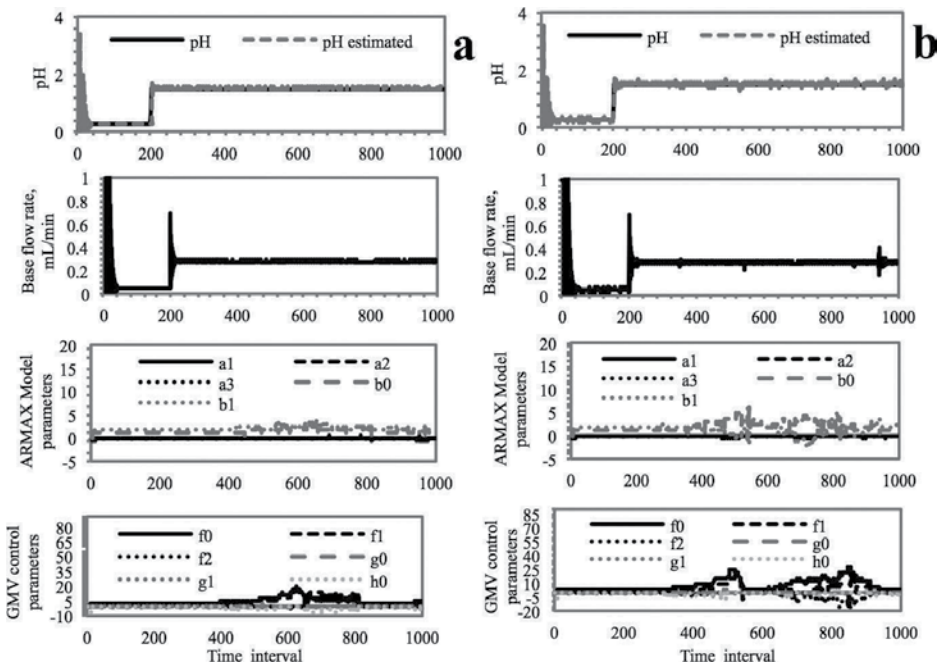 4
pH
pH estimated
a
2
pH
0
0 200 400 600 800 1000
1
0.8
0.6
0.4
0.2
0
Base flow rate,
mL/min
0 200 400 600 800 1000
20
15
10
5
0
-5
ARMAX Model
parameters
a1
a2
a3
b0
b1
0 200 400 600 800 1000
80
65
50
35
20
5
-10
GMV control
parameters
f0
f1
f2
g0
g1
h0
0 200 400 600 800 1000
Time interval
4
pH
pH estimated
b
2
pH
0
0 200 400 600 800 1000
1
0.8
0.6
0.4
0.2
0
Base flow rate,
mL/min
0 200 400 600 800 1000
20
15
10
5
0
-5
ARMAX Model
parameters
a1
a2
a3
b0
b1
0 200 400 600 800 1000
85
70
55
40
25
10
-5
-20
GMV control
parameters
f0
f1
f2
g0
g1
h0
0 200 400 600 800 1000
Time interval